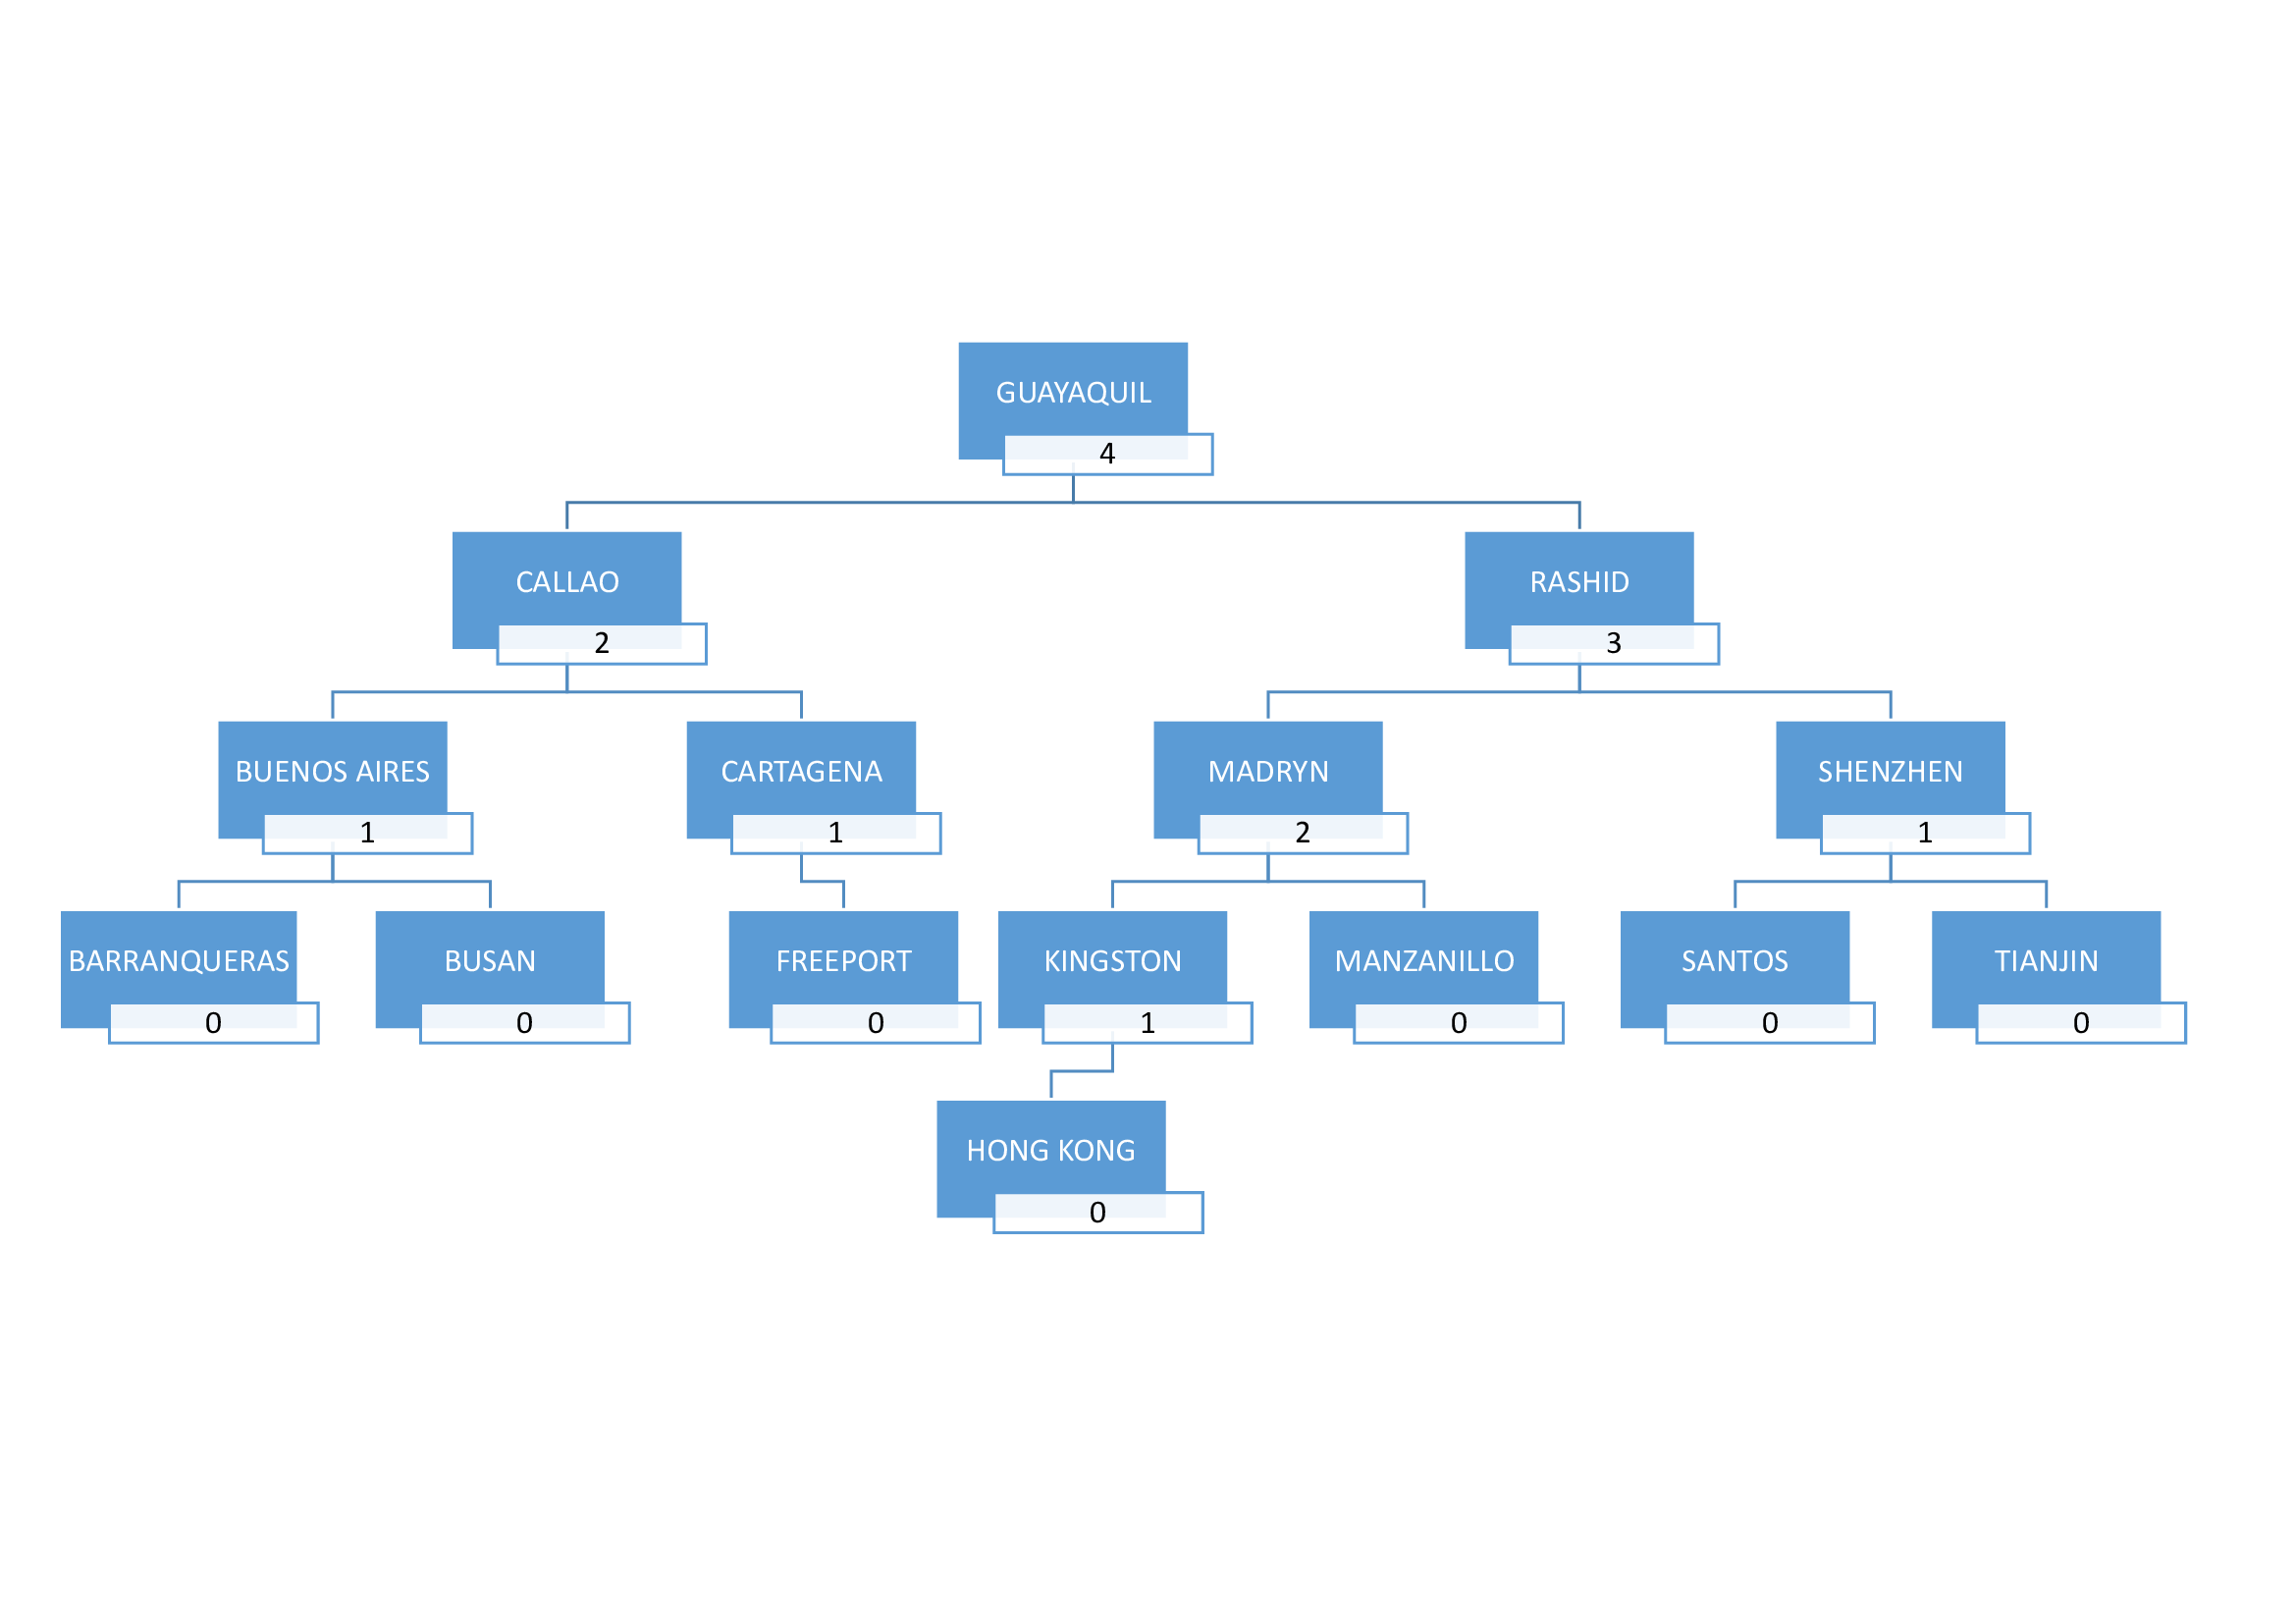 GUAYAQUIL
4
CALLAO
2
RASHID
3
BUENOS AIRES
1
CARTAGENA
1
MADRYN
2
SHENZHEN
1
BARRANQUERAS
0
BUSAN
0
FREEPORT
0
KINGSTON
1
MANZANILLO
0
SANTOS
0
TIANJIN
0
HONG KONG
0